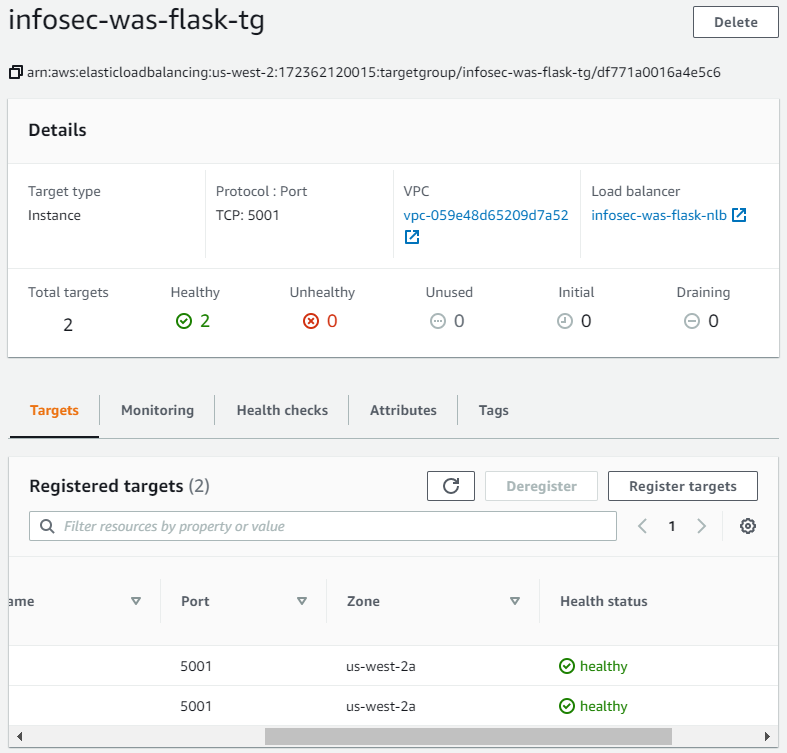 infosec-was-flask-tg
Delete
arn:aws:elasticloadbalancing:us-west-2:172362120015:targetgroup/infosec-was-flask-tg/df771a0016a4e5c6
Details
Target type
Instance
Protocol : Port
TCP: 5001
VPC
vpc-059e48d65209d7a52
Load balancer
infosec-was-flask-nlb
Total targets
2
Healthy
2
Unhealthy
0
Unused
0
Initial
0
Draining
0
Targets Monitoring Health checks Attributes Tags
Registered targets (2)
Deregister
Register targets
Filter resources by property or value
1
ame Port Zone Health status
5001 us-west-2a healthy
5001 us-west-2a healthy